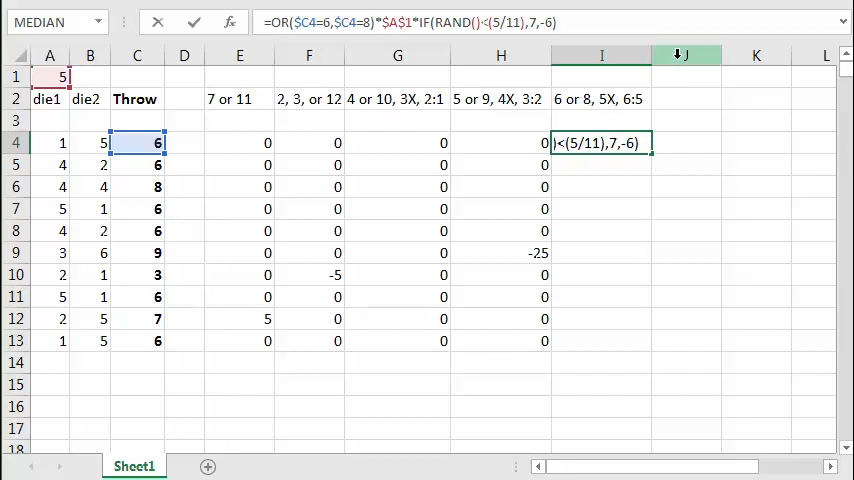 MEDIAN =OR($C4=6,$C4=8)*$A$1*IF(RAND()<(5/11),7,-6)
A B C D E F G H I J K L
1 5
2 die1 die2 Throw 7 or 11 2, 3, or 12 4 or 10, 3X, 2:1 5 or 9, 4X, 3:2 6 or 8, 5X, 6:5
3
4 1 5 6 0 0 0 0 )<(5/11),7,-6)
5 4 2 6 0 0 0 0
6 4 4 8 0 0 0 0
7 5 1 6 0 0 0 0
8 4 2 6 0 0 0 0
9 3 6 9 0 0 0 -25
10 2 1 3 0 -5 0 0
11 5 1 6 0 0 0 0
12 2 5 7 5 0 0 0
13 1 5 6 0 0 0 0
14
15
16
17
18
Sheet1